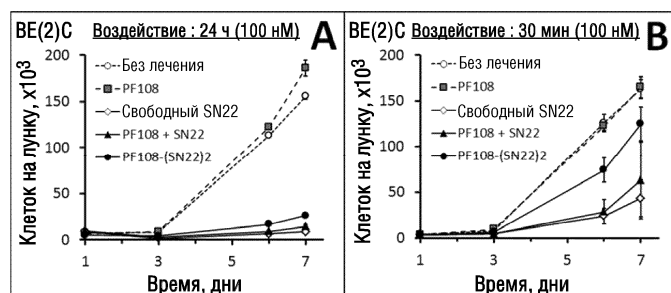 BE(2)C Воздействие : 24 ч (100 нМ) A
Клеток на лунку, x10³
200
150
100
50
0
Без лечения
PF108
Свободный SN22
PF108 + SN22
PF108-(SN22)2
1 3 5 7
Время, дни
BE(2)C Воздействие : 30 мин (100 нМ) B
Клеток на лунку, x10³
200
150
100
50
0
Без лечения
PF108
Свободный SN22
PF108 + SN22
PF108-(SN22)2
1 3 5 7
Время, дни